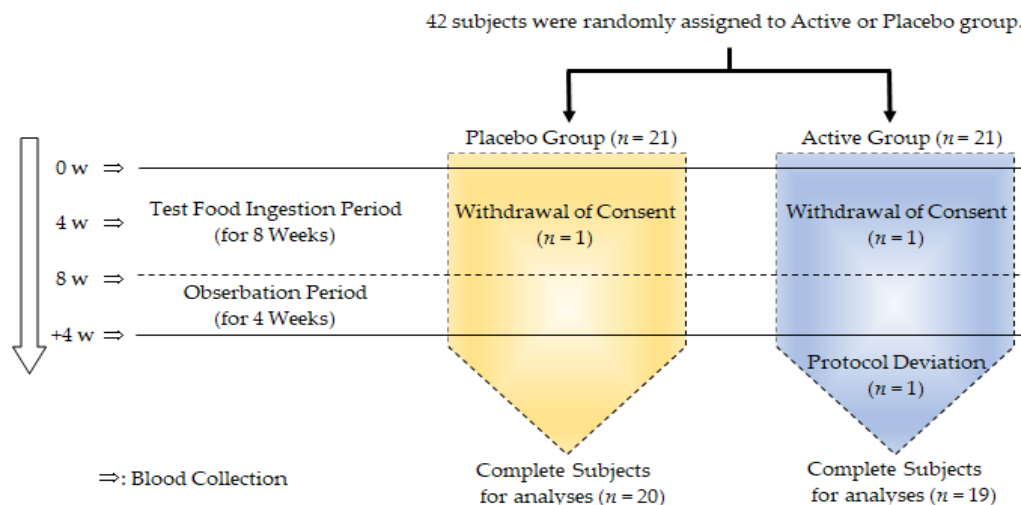 42 subjects were randomly assigned to Active or Placebo group.
Placebo Group (n = 21)
Active Group (n = 21)
0 w ⇒
Test Food Ingestion Period
(for 8 Weeks)
4 w ⇒
Withdrawal of Consent
(n = 1)
Withdrawal of Consent
(n = 1)
8 w ⇒
Obserbation Period
(for 4 Weeks)
+4 w ⇒
Protocol Deviation
(n = 1)
⇒: Blood Collection
Complete Subjects
for analyses (n = 20)
Complete Subjects
for analyses (n = 19)